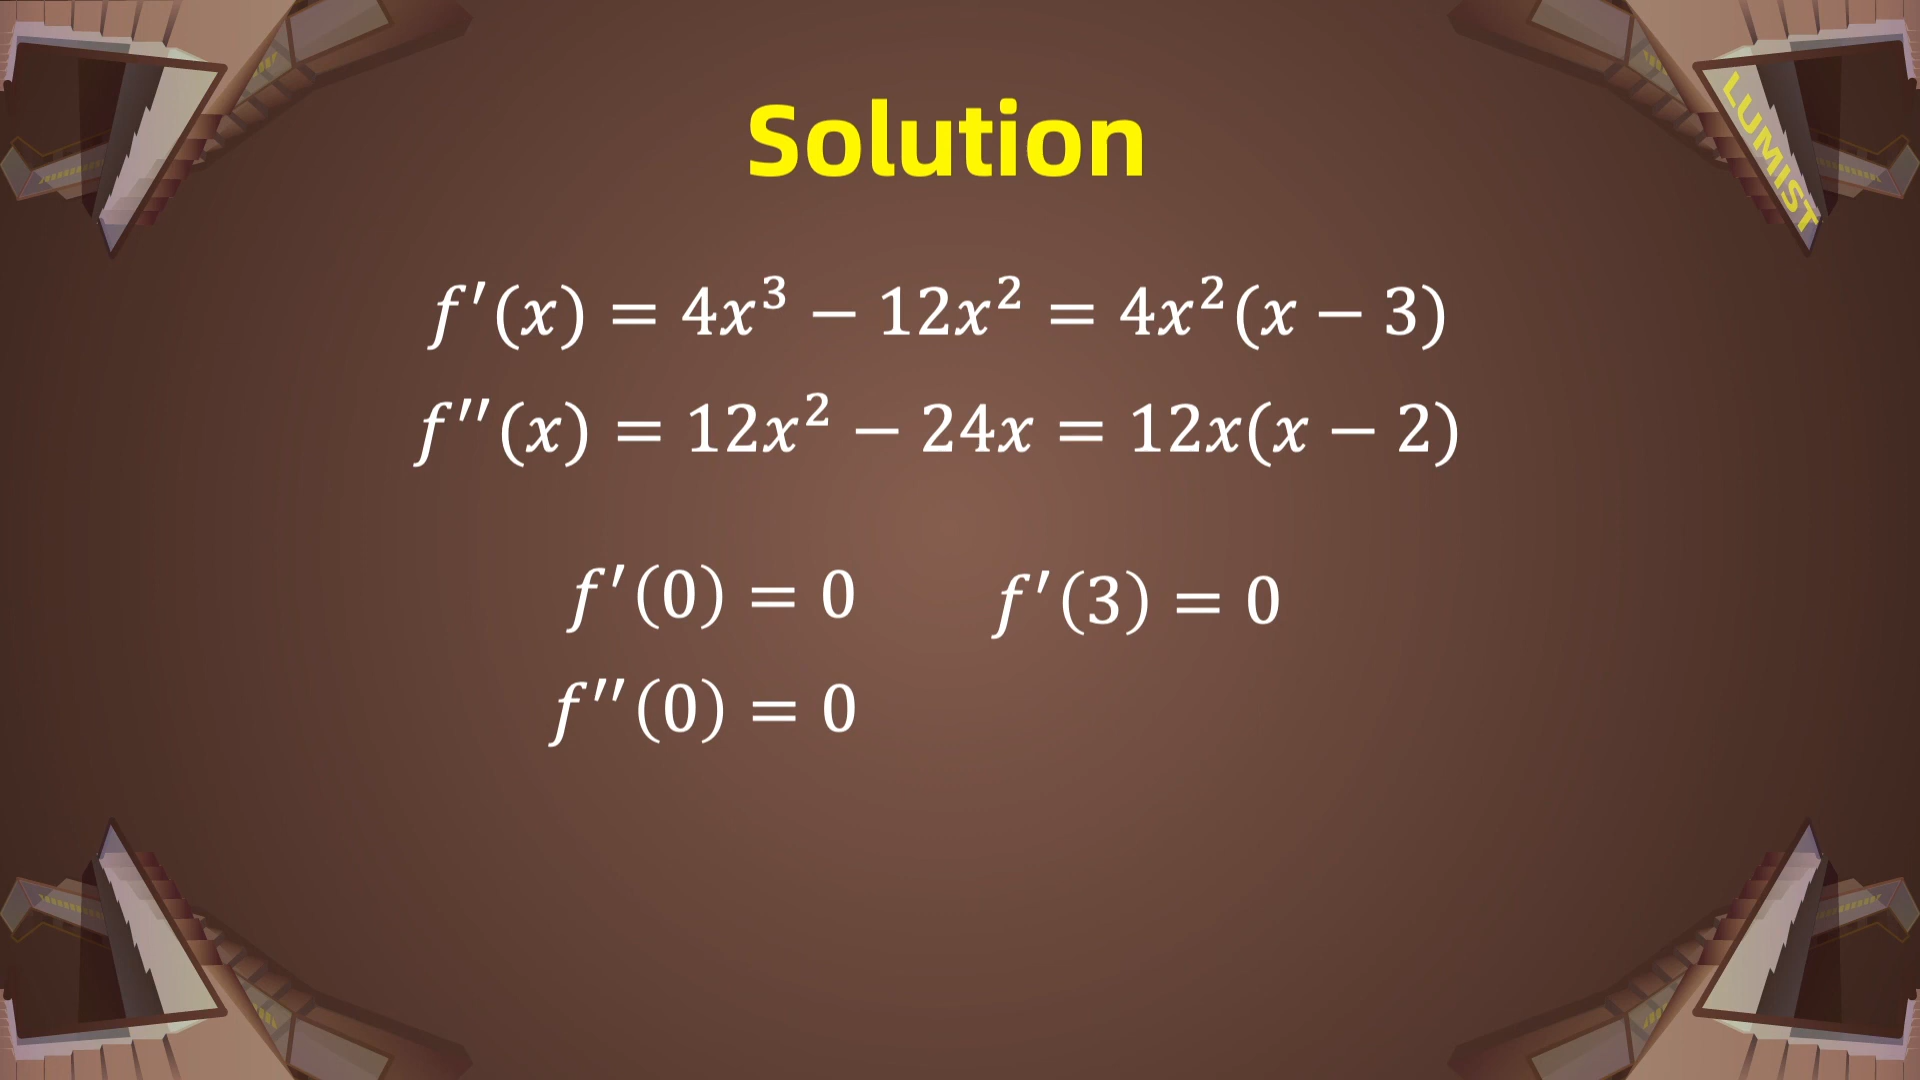 Solution
LUMIST
f′(x) = 4x³ − 12x² = 4x²(x − 3)
f″(x) = 12x² − 24x = 12x(x − 2)
f′(0) = 0 f′(3) = 0
f″(0) = 0